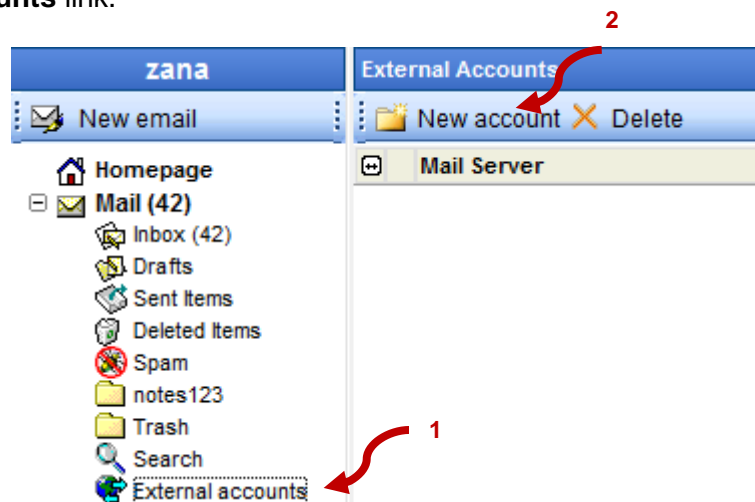 unts link.
2
zana
External Accounts
New email
New account Delete
Homepage
Mail Server
Mail (42)
Inbox (42)
Drafts
Sent Items
Deleted Items
Spam
notes123
Trash
1
Search
External accounts